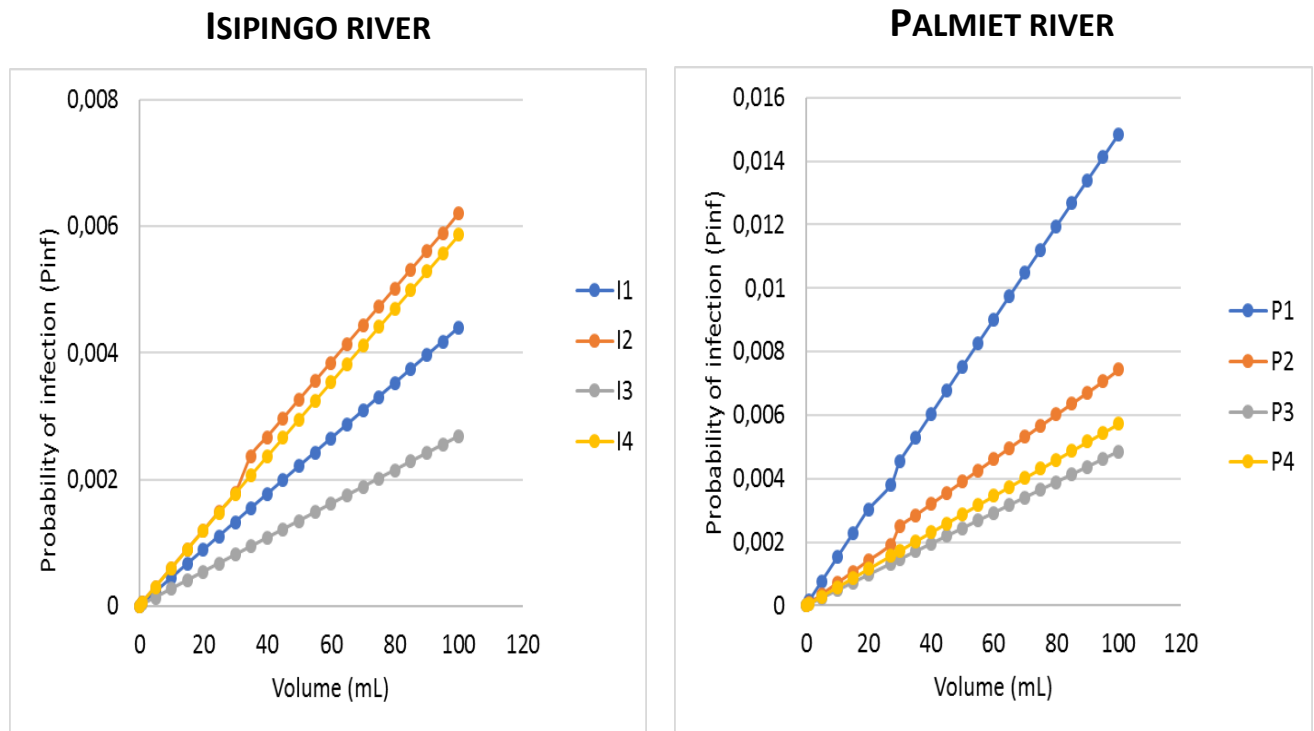 ISIPINGO RIVER
0,008
0,006
0,004
0,002
0
0 20 40 60 80 100 120
Probability of infection (Pinf)
Volume (mL)
I1
I2
I3
I4
PALMIET RIVER
0,016
0,014
0,012
0,01
0,008
0,006
0,004
0,002
0
0 20 40 60 80 100 120
Probability of infection (Pinf)
Volume (mL)
P1
P2
P3
P4